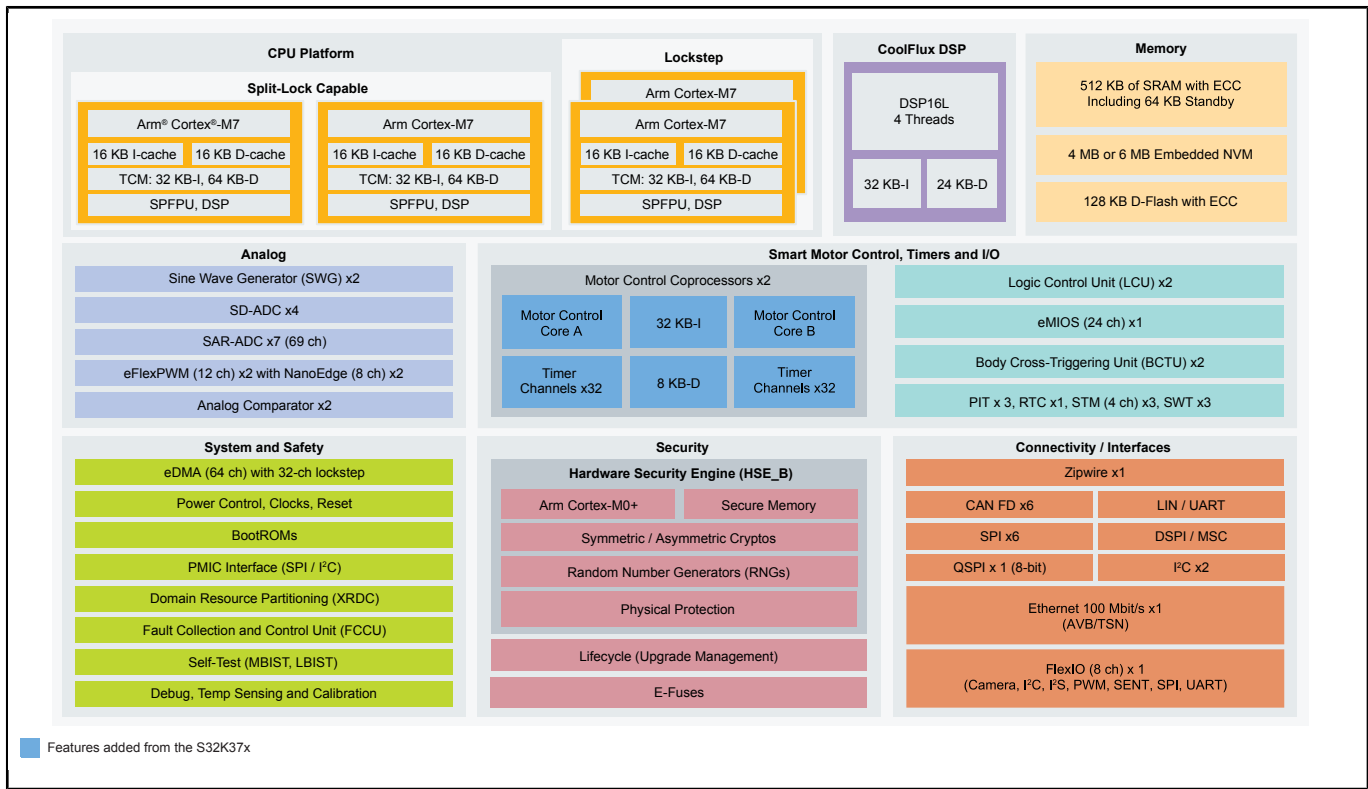 CPU Platform
Split-Lock Capable
Arm® Cortex®-M7
16 KB I-cache
16 KB D-cache
TCM: 32 KB-I, 64 KB-D
SPFPU, DSP
Arm Cortex-M7
16 KB I-cache
16 KB D-cache
TCM: 32 KB-I, 64 KB-D
SPFPU, DSP
Lockstep
Arm Cortex-M7
Arm Cortex-M7
16 KB I-cache
16 KB D-cache
TCM: 32 KB-I, 64 KB-D
SPFPU, DSP
CoolFlux DSP
DSP16L
4 Threads
32 KB-I
24 KB-D
Memory
512 KB of SRAM with ECC
Including 64 KB Standby
4 MB or 6 MB Embedded NVM
128 KB D-Flash with ECC
Analog
Sine Wave Generator (SWG) x2
SD-ADC x4
SAR-ADC x7 (69 ch)
eFlexPWM (12 ch) x2 with NanoEdge (8 ch) x2
Analog Comparator x2
Smart Motor Control, Timers and I/O
Motor Control Coprocessors x2
Motor Control
Core A
32 KB-I
Motor Control
Core B
Timer
Channels x32
8 KB-D
Timer
Channels x32
Logic Control Unit (LCU) x2
eMIOS (24 ch) x1
Body Cross-Triggering Unit (BCTU) x2
PIT x 3, RTC x1, STM (4 ch) x3, SWT x3
System and Safety
eDMA (64 ch) with 32-ch lockstep
Power Control, Clocks, Reset
BootROMs
PMIC Interface (SPI / I²C)
Domain Resource Partitioning (XRDC)
Fault Collection and Control Unit (FCCU)
Self-Test (MBIST, LBIST)
Debug, Temp Sensing and Calibration
Security
Hardware Security Engine (HSE_B)
Arm Cortex-M0+
Secure Memory
Symmetric / Asymmetric Cryptos
Random Number Generators (RNGs)
Physical Protection
Lifecycle (Upgrade Management)
E-Fuses
Connectivity / Interfaces
Zipwire x1
CAN FD x6
LIN / UART
SPI x6
DSPI / MSC
QSPI x 1 (8-bit)
I²C x2
Ethernet 100 Mbit/s x1
(AVB/TSN)
FlexIO (8 ch) x 1
(Camera, I²C, I²S, PWM, SENT, SPI, UART)
Features added from the S32K37x